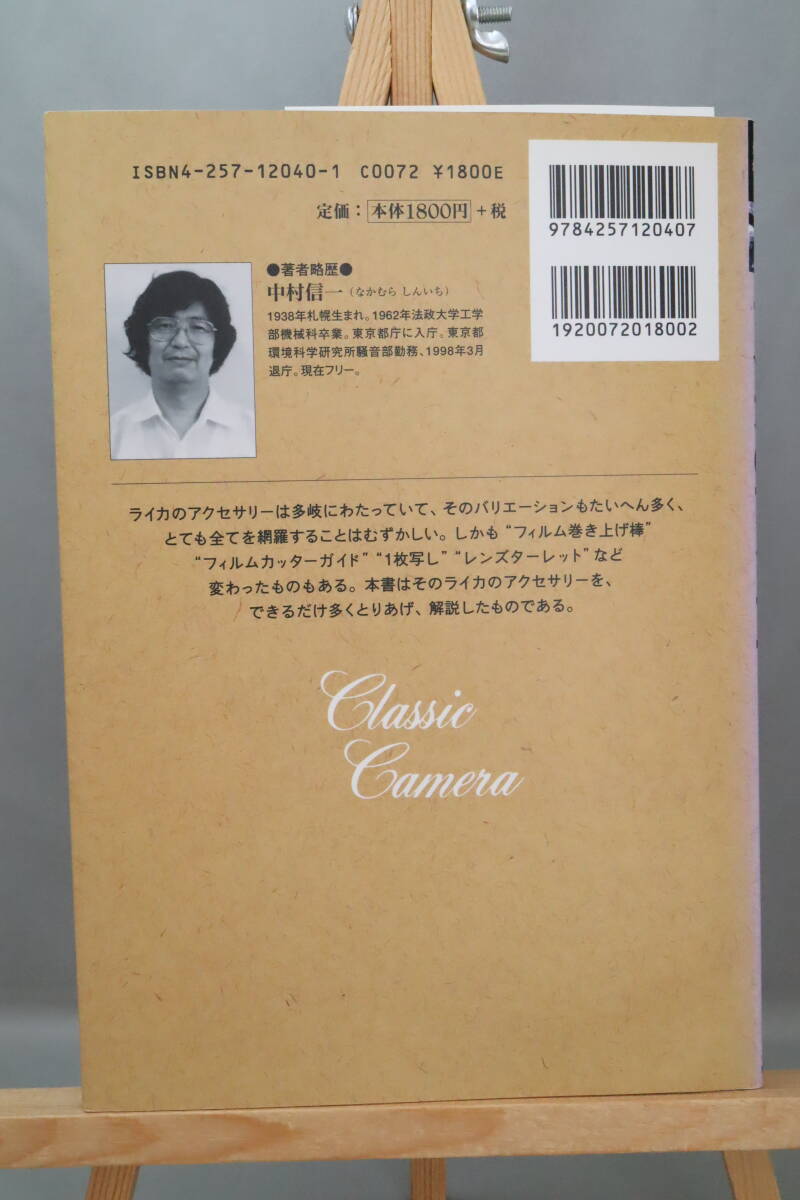 ISBN4-257-12040-1 C0072 ¥1800E
定価：本体1800円＋税
9784257120407
1920072018002
●著者略歴●
中村信一（なかむら しんいち）
1938年札幌生まれ。1962年法政大学工学
部機械科卒業。東京都庁に入庁。東京都
環境科学研究所騒音部勤務、1998年3月
退庁。現在フリー。
ライカのアクセサリーは多岐にわたっていて、そのバリエーションもたいへん多く、
とても全てを網羅することはむずかしい。しかも“フィルム巻き上げ棒”
“フィルムカッターガイド”“1枚写し”“レンズターレット”など
変わったものもある。本書はそのライカのアクセサリーを、
できるだけ多くとりあげ、解説したものである。
Classic
Camera